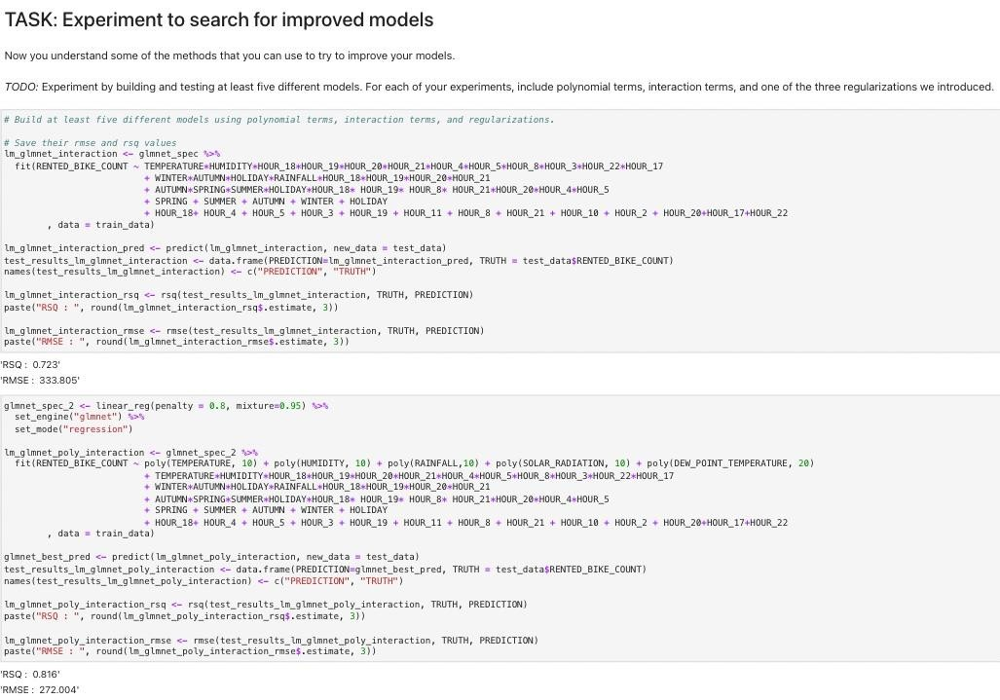 TASK: Experiment to search for improved models
Now you understand some of the methods that you can use to try to improve your models.
TODO: Experiment by building and testing at least five different models. For each of your experiments, include polynomial terms, interaction terms, and one of the three regularizations we introduced.
# Build at least five different models using polynomial terms, interaction terms, and regularizations.
# Save their rmse and rsq values
lm_glmnet_interaction <- glmnet_spec %>%
  fit(RENTED_BIKE_COUNT ~ TEMPERATURE*HUMIDITY*HOUR_18*HOUR_19*HOUR_20*HOUR_21*HOUR_4*HOUR_5*HOUR_8*HOUR_3*HOUR_22*HOUR_17
                          + WINTER*AUTUMN*HOLIDAY*RAINFALL*HOUR_18*HOUR_19*HOUR_20*HOUR_21
                          + AUTUMN*SPRING*SUMMER*HOLIDAY*HOUR_18* HOUR_19* HOUR_8* HOUR_21*HOUR_20*HOUR_4*HOUR_5
                          + SPRING + SUMMER + AUTUMN + WINTER + HOLIDAY
                          + HOUR_18+ HOUR_4 + HOUR_5 + HOUR_3 + HOUR_19 + HOUR_11 + HOUR_8 + HOUR_21 + HOUR_10 + HOUR_2 + HOUR_20+HOUR_17+HOUR_22
        , data = train_data)
lm_glmnet_interaction_pred <- predict(lm_glmnet_interaction, new_data = test_data)
test_results_lm_glmnet_interaction <- data.frame(PREDICTION=lm_glmnet_interaction_pred, TRUTH = test_data$RENTED_BIKE_COUNT)
names(test_results_lm_glmnet_interaction) <- c("PREDICTION", "TRUTH")
lm_glmnet_interaction_rsq <- rsq(test_results_lm_glmnet_interaction, TRUTH, PREDICTION)
paste("RSQ : ", round(lm_glmnet_interaction_rsq$.estimate, 3))
lm_glmnet_interaction_rmse <- rmse(test_results_lm_glmnet_interaction, TRUTH, PREDICTION)
paste("RMSE : ", round(lm_glmnet_interaction_rmse$.estimate, 3))
'RSQ : 0.723'
'RMSE : 333.805'
glmnet_spec_2 <- linear_reg(penalty = 0.8, mixture=0.95) %>%
  set_engine("glmnet") %>%
  set_mode("regression")
lm_glmnet_poly_interaction <- glmnet_spec_2 %>%
  fit(RENTED_BIKE_COUNT ~ poly(TEMPERATURE, 10) + poly(HUMIDITY, 10) + poly(RAINFALL,10) + poly(SOLAR_RADIATION, 10) + poly(DEW_POINT_TEMPERATURE, 20)
                          + TEMPERATURE*HUMIDITY*HOUR_18*HOUR_19*HOUR_20*HOUR_21*HOUR_4*HOUR_5*HOUR_8*HOUR_3*HOUR_22*HOUR_17
                          + WINTER*AUTUMN*HOLIDAY*RAINFALL*HOUR_18*HOUR_19*HOUR_20*HOUR_21
                          + AUTUMN*SPRING*SUMMER*HOLIDAY*HOUR_18* HOUR_19* HOUR_8* HOUR_21*HOUR_20*HOUR_4*HOUR_5
                          + SPRING + SUMMER + AUTUMN + WINTER + HOLIDAY
                          + HOUR_18+ HOUR_4 + HOUR_5 + HOUR_3 + HOUR_19 + HOUR_11 + HOUR_8 + HOUR_21 + HOUR_10 + HOUR_2 + HOUR_20+HOUR_17+HOUR_22
        , data = train_data)
glmnet_best_pred <- predict(lm_glmnet_poly_interaction, new_data = test_data)
test_results_lm_glmnet_poly_interaction <- data.frame(PREDICTION=glmnet_best_pred, TRUTH = test_data$RENTED_BIKE_COUNT)
names(test_results_lm_glmnet_poly_interaction) <- c("PREDICTION", "TRUTH")
lm_glmnet_poly_interaction_rsq <- rsq(test_results_lm_glmnet_poly_interaction, TRUTH, PREDICTION)
paste("RSQ : ", round(lm_glmnet_poly_interaction_rsq$.estimate, 3))
lm_glmnet_poly_interaction_rmse <- rmse(test_results_lm_glmnet_poly_interaction, TRUTH, PREDICTION)
paste("RMSE : ", round(lm_glmnet_poly_interaction_rmse$.estimate, 3))
'RSQ : 0.816'
'RMSE : 272.004'